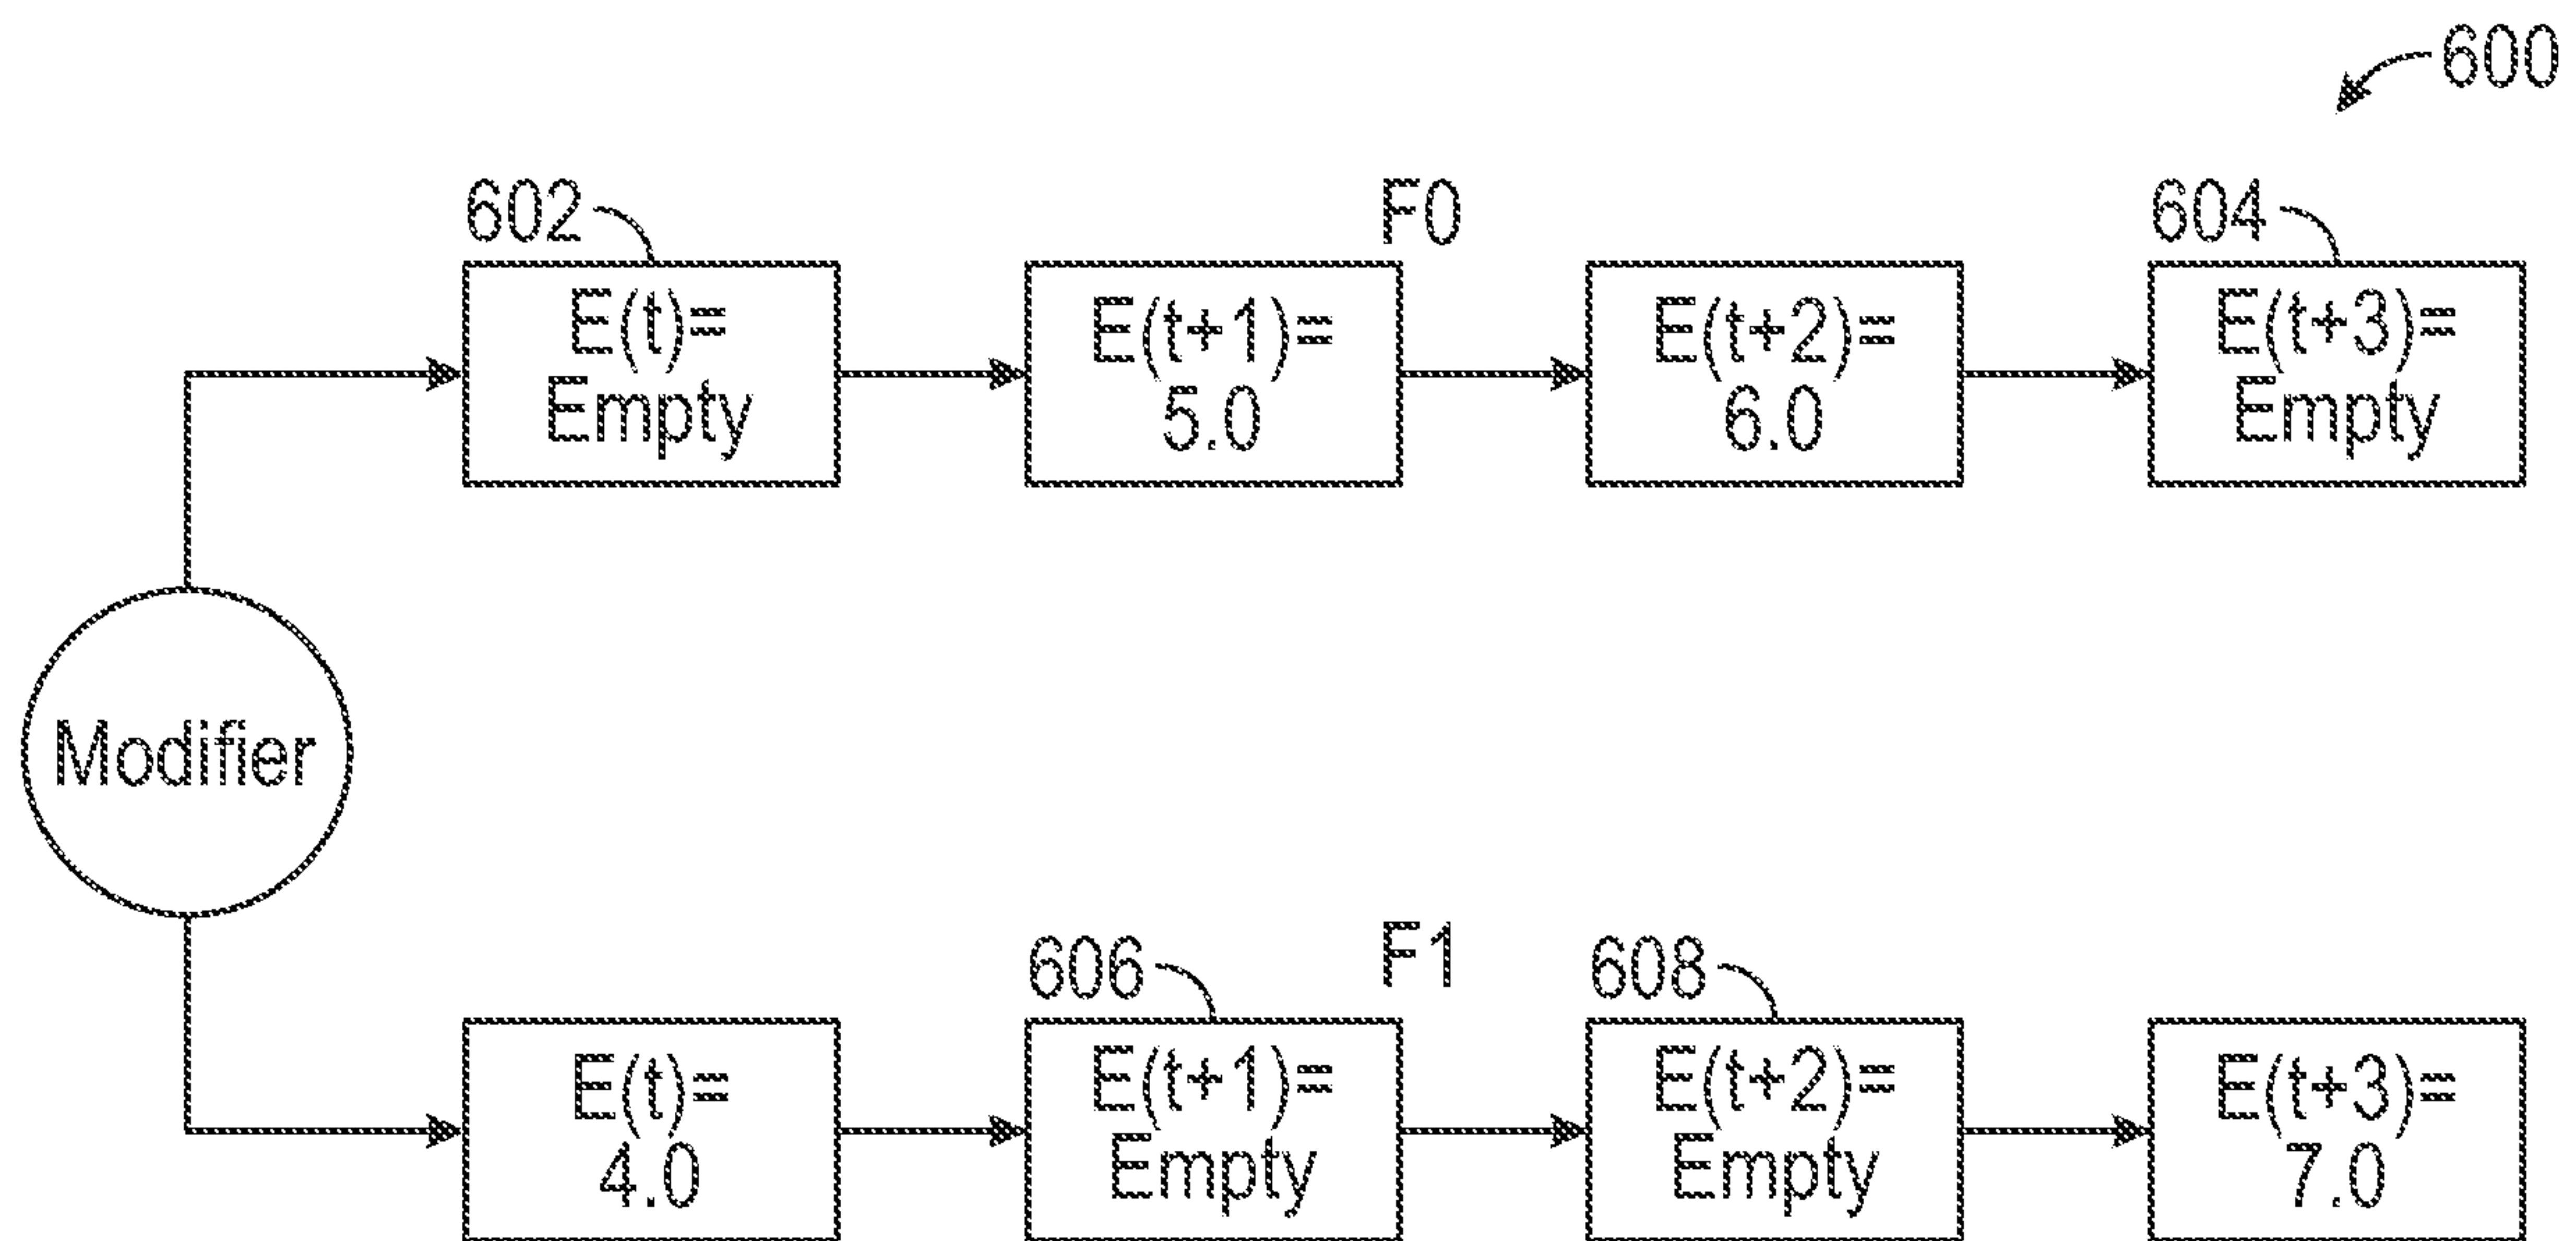 600
602
F0
604
E(t)=
Empty
E(t+1)=
5.0
E(t+2)=
6.0
E(t+3)=
Empty
Modifier
606
F1
608
E(t)=
4.0
E(t+1)=
Empty
E(t+2)=
Empty
E(t+3)=
7.0